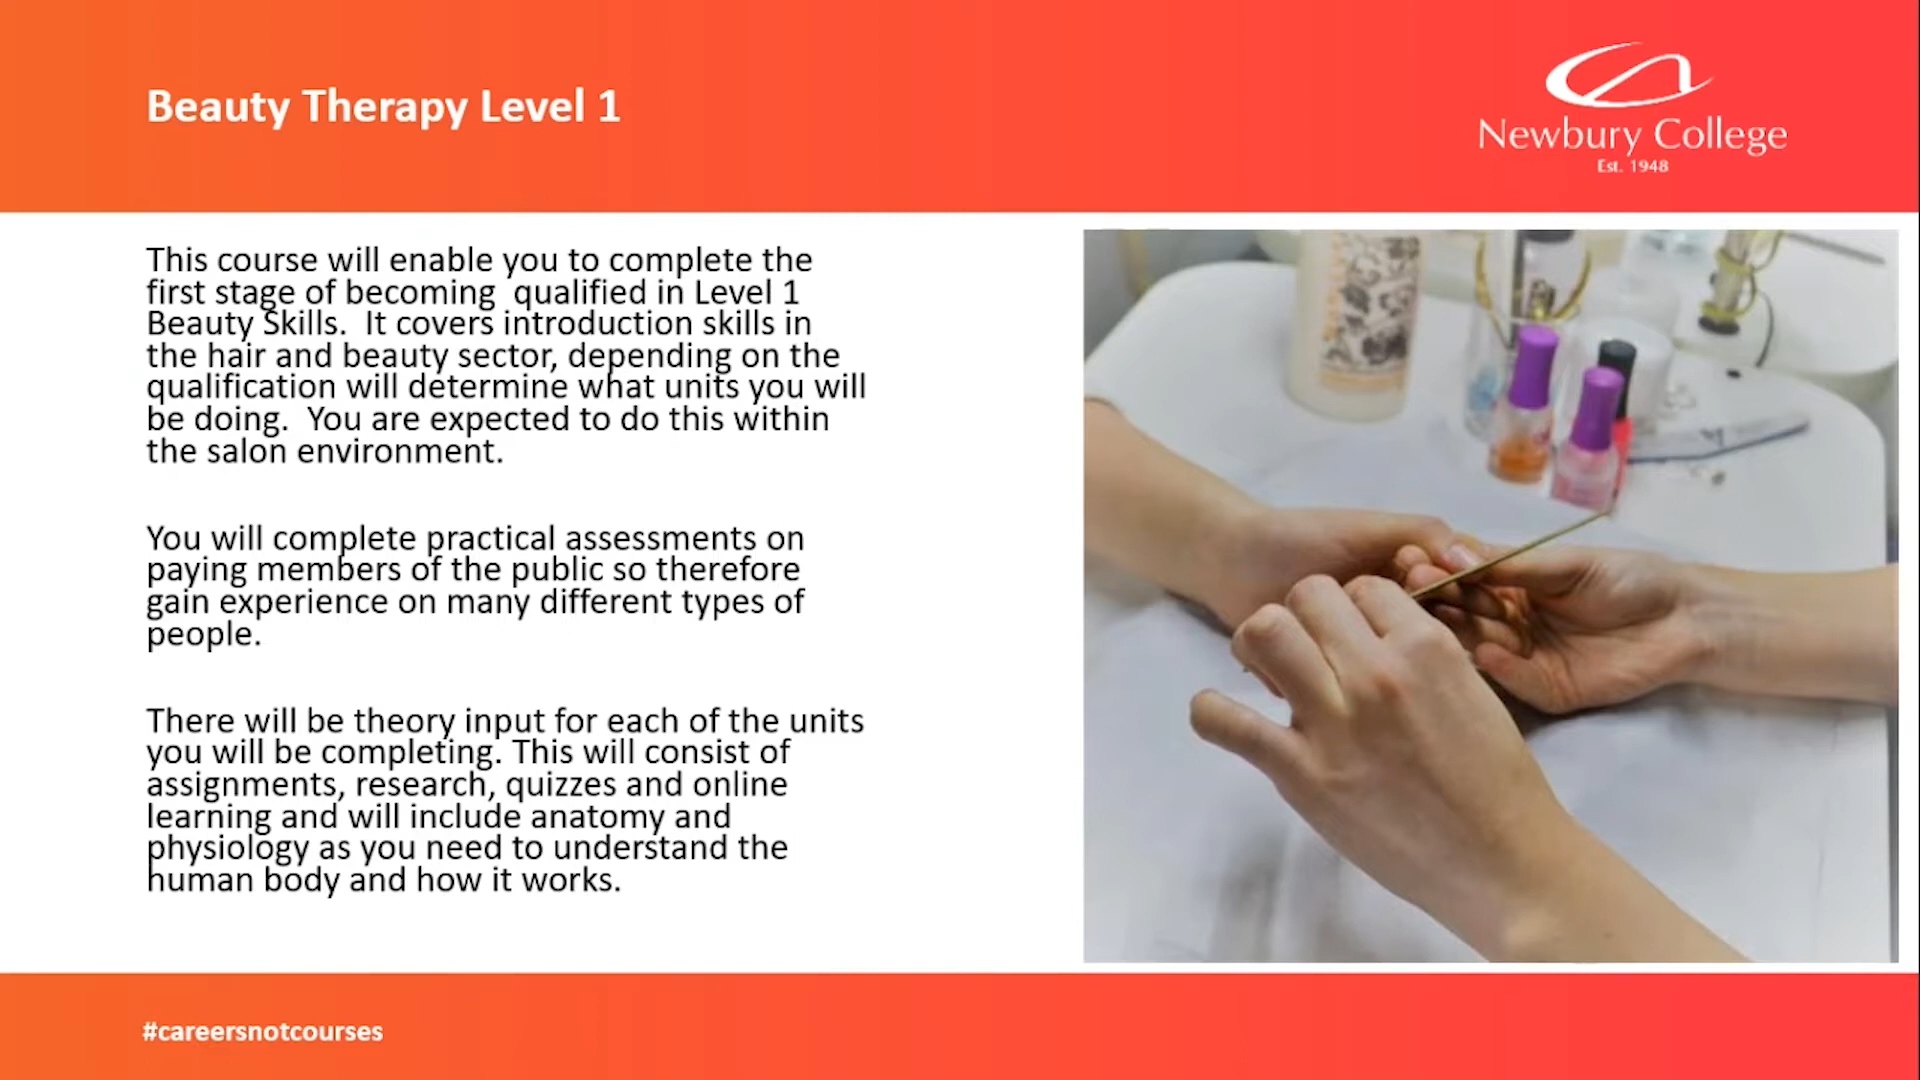 Beauty Therapy Level 1
Newbury College
Est. 1948
This course will enable you to complete the
first stage of becoming  qualified in Level 1
Beauty Skills.  It covers introduction skills in
the hair and beauty sector, depending on the
qualification will determine what units you will
be doing.  You are expected to do this within
the salon environment.
You will complete practical assessments on
paying members of the public so therefore
gain experience on many different types of
people.
There will be theory input for each of the units
you will be completing. This will consist of
assignments, research, quizzes and online
learning and will include anatomy and
physiology as you need to understand the
human body and how it works.
#careersnotcourses